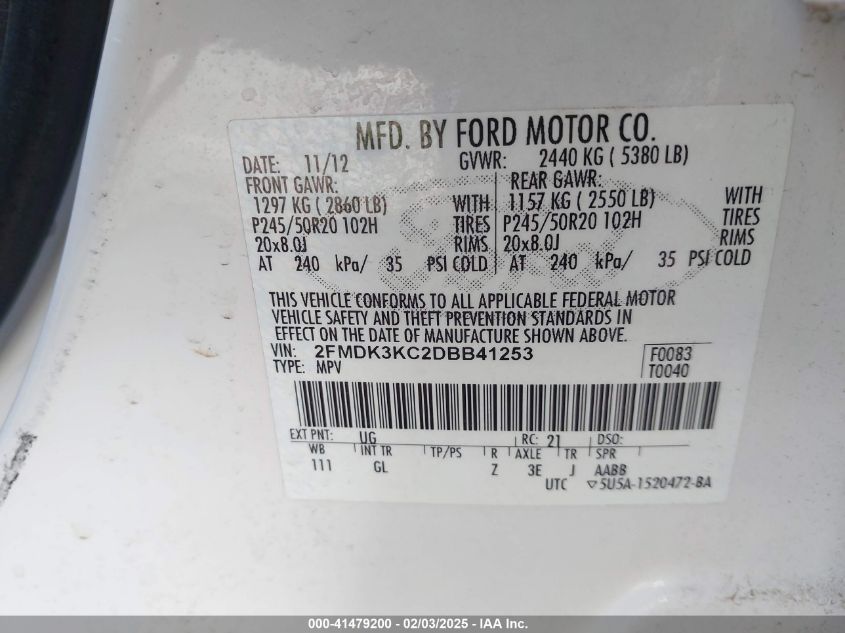 MFD. BY FORD MOTOR CO.
DATE: 11/12 GVWR: 2440 KG ( 5380 LB)
FRONT GAWR: REAR GAWR:
1297 KG ( 2860 LB) WITH 1157 KG ( 2550 LB) WITH
P245/50R20 102H TIRES P245/50R20 102H TIRES
20x8.0J RIMS 20x8.0J RIMS
AT 240 kPa/ 35 PSI COLD AT 240 kPa/ 35 PSI COLD
THIS VEHICLE CONFORMS TO ALL APPLICABLE FEDERAL MOTOR
VEHICLE SAFETY AND THEFT PREVENTION STANDARDS IN
EFFECT ON THE DATE OF MANUFACTURE SHOWN ABOVE.
VIN: 2FMDK3KC2DBB41253 F0083
TYPE: MPV T0040
EXT PNT: UG RC: 21 DSO:
WB INT TR TP/PS R AXLE TR SPR
111 GL Z 3E J AABB
UTC ▽5U5A-1520472-BA
000-41479200 - 02/03/2025 - IAA Inc.